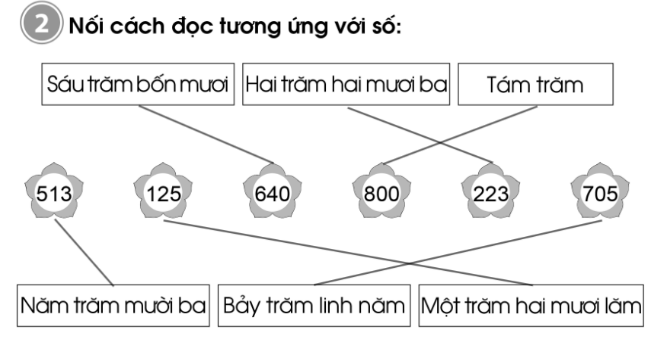 2 Nối cách đọc tương ứng với số:
Sáu trăm bốn mươi Hai trăm hai mươi ba Tám trăm
513 125 640 800 223 705
Năm trăm mười ba Bảy trăm linh năm Một trăm hai mươi lăm